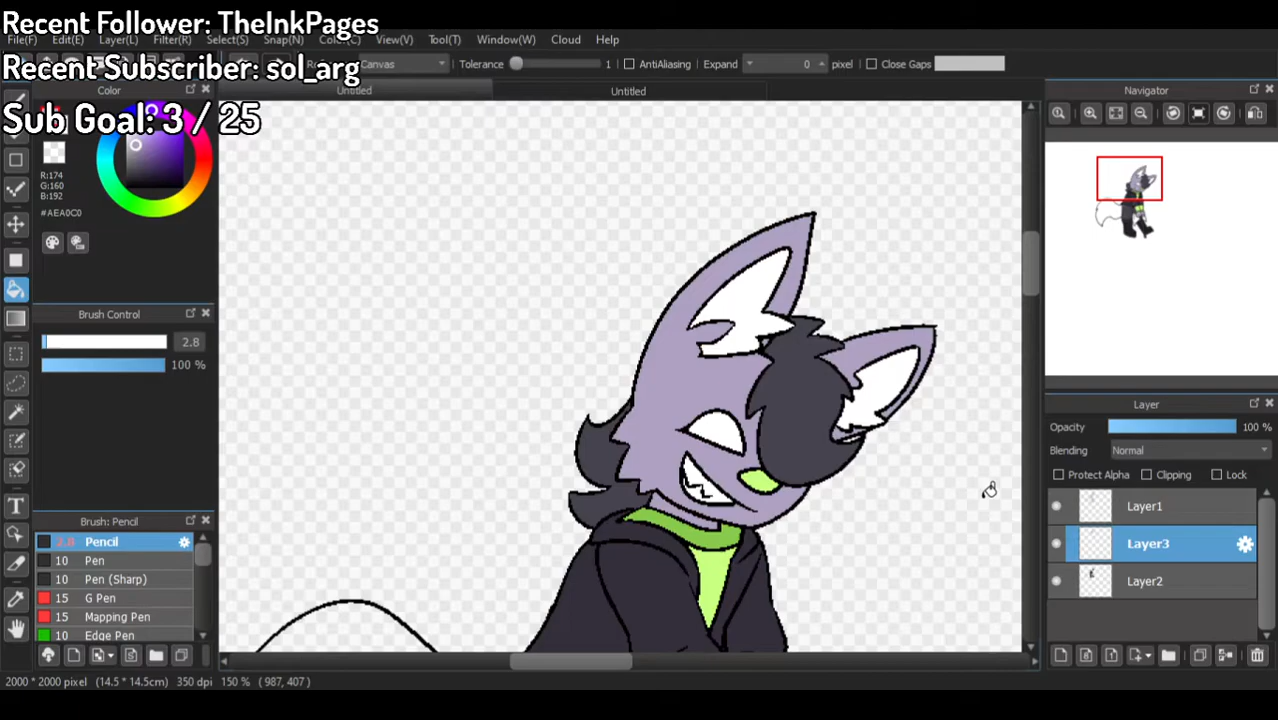 Recent Follower: TheInkPages
File(F) Edit(E) Layer(L) Filter(R) Select(S) Snap(N) Color(C) View(V) Tool(T) Window(W) Cloud Help
Recent Subscriber: sol_arg
Canvas Tolerance 1 AntiAliasing Expand 0 pixel Close Gaps
Color Untitled Untitled Navigator
Sub Goal: 3 / 25
R:174
G:160
B:192
#AEA0C0
Brush Control
2.8
100 %
Layer
Opacity 100 %
Blending Normal
Protect Alpha Clipping Lock
Layer1
Layer3
Layer2
Brush: Pencil
2.8 Pencil
10 Pen
10 Pen (Sharp)
15 G Pen
15 Mapping Pen
10 Edge Pen
2000 * 2000 pixel (14.5 * 14.5cm) 350 dpi 150 % ( 987, 407 )